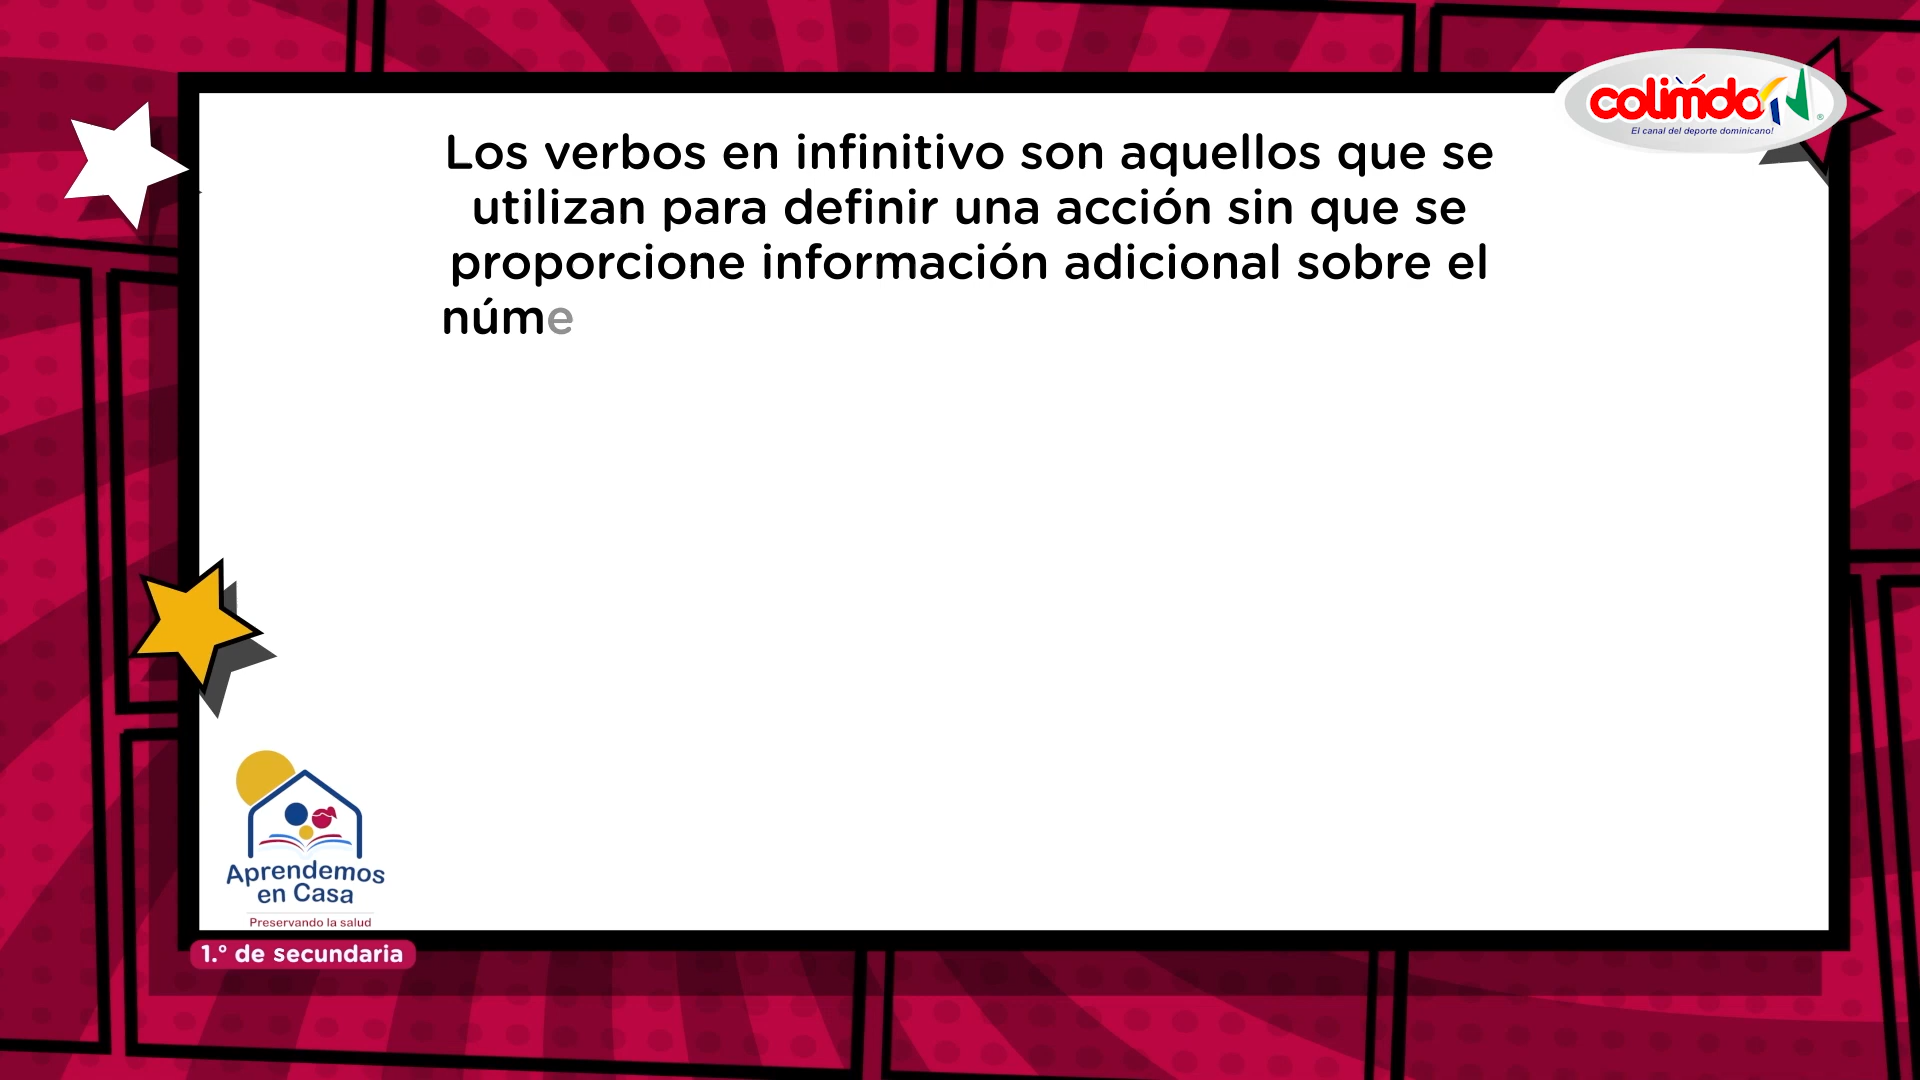 colimdo
El canal del deporte dominicano!
Los verbos en infinitivo son aquellos que se
utilizan para definir una acción sin que se
proporcione información adicional sobre el
núme
Aprendemos
en Casa
Preservando la salud
1.° de secundaria